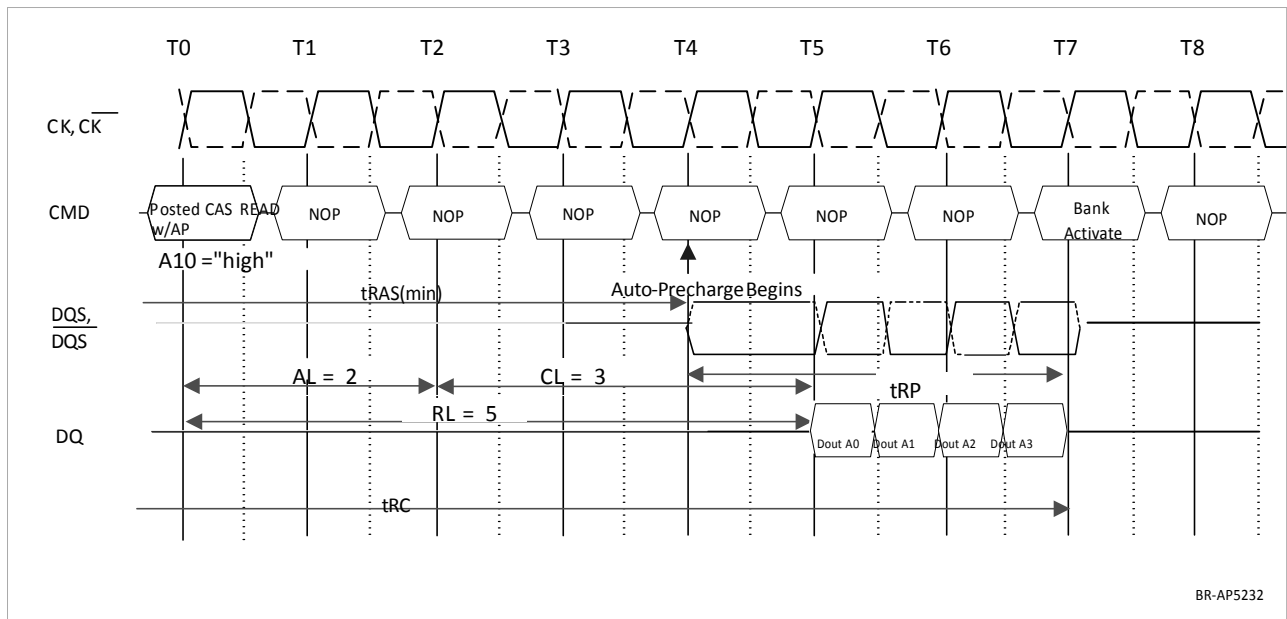 T0 T1 T2 T3 T4 T5 T6 T7 T8
CK, CK
CMD
Posted CAS READ
w/AP
NOP
NOP
NOP
NOP
NOP
NOP
Bank
Activate
NOP
A10 ="high"
tRAS(min)
Auto-Precharge Begins
DQS,
DQS
AL = 2
CL = 3
tRP
RL = 5
DQ
Dout A0
Dout A1
Dout A2
Dout A3
tRC
BR-AP5232